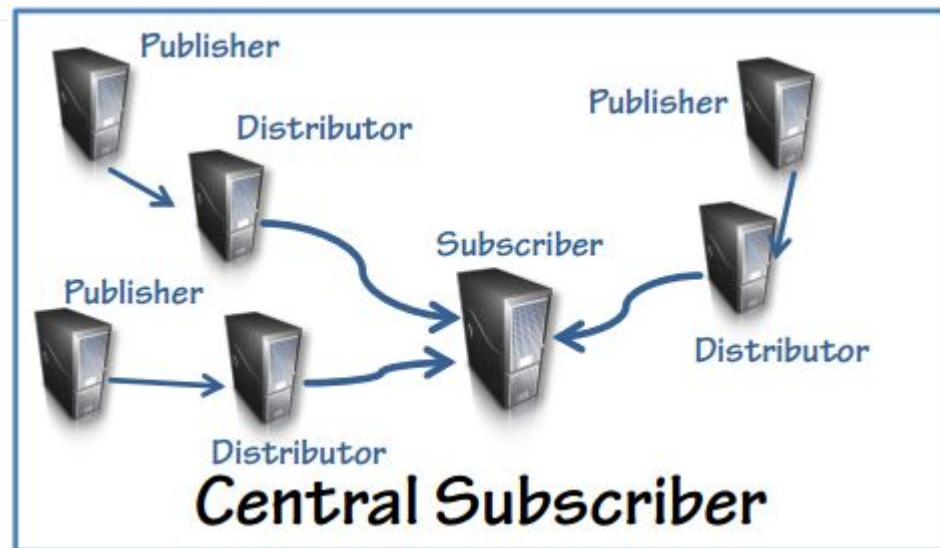 Publisher
Publisher
Distributor
Subscriber
Publisher
Distributor
Distributor
Central Subscriber